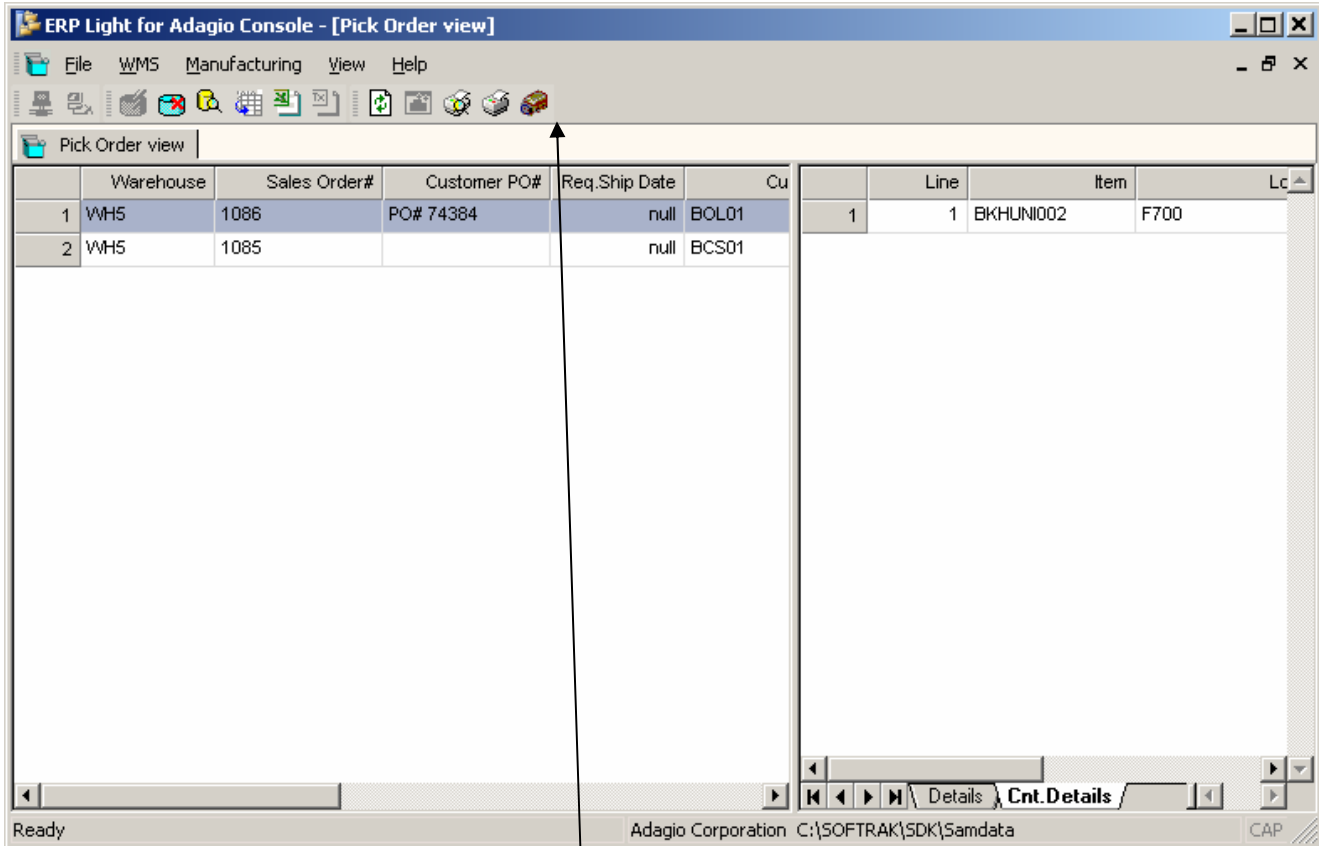 ERP Light for Adagio Console - [Pick Order view]
File WMS Manufacturing View Help
Pick Order view
Warehouse Sales Order# Customer PO# Req.Ship Date Cu
1 WH5 1086 PO# 74384 null BOL01
2 WH5 1085 null BCS01
Line Item Lc
1 1 BKHUNI002 F700
Details Cnt.Details
Ready Adagio Corporation C:\SOFTRAK\SDK\Samdata CAP